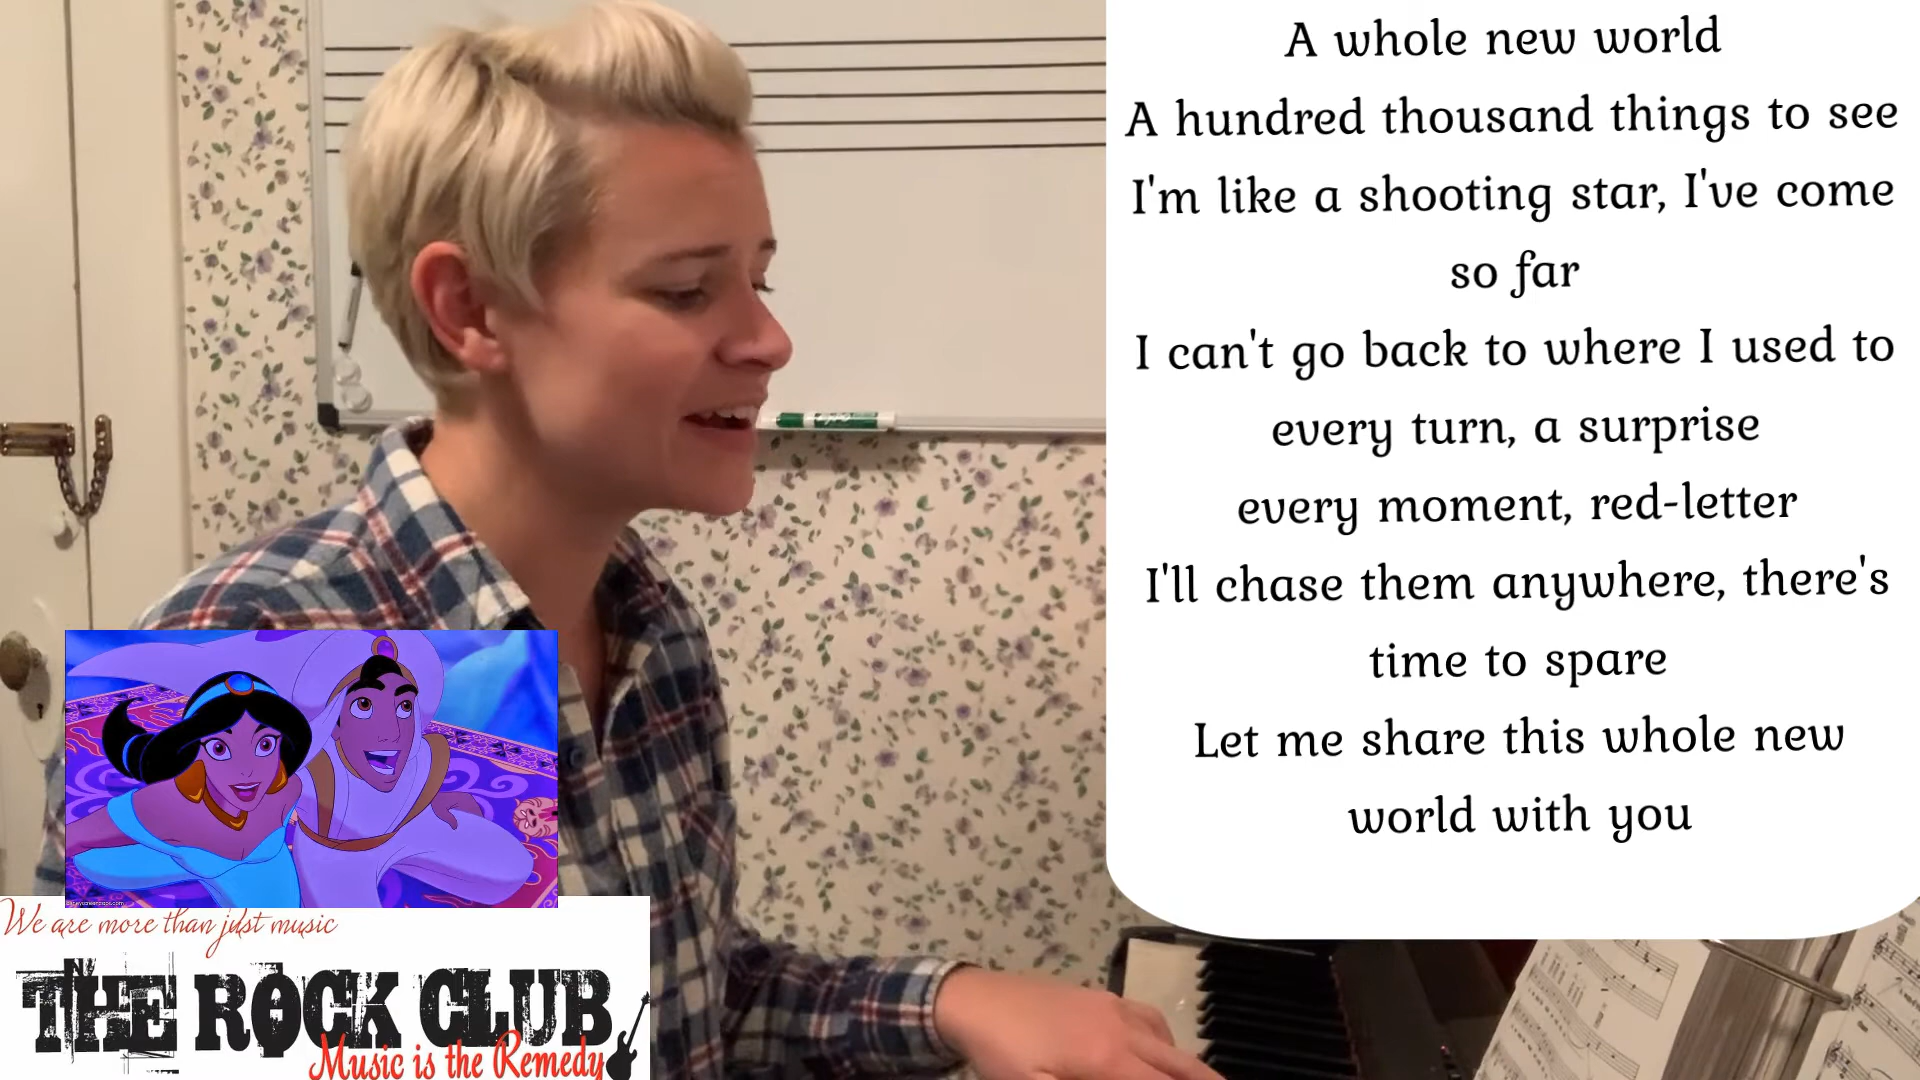 A whole new world
A hundred thousand things to see
I'm like a shooting star, I've come
so far
I can't go back to where I used to
every turn, a surprise
every moment, red-letter
I'll chase them anywhere, there's
time to spare
Let me share this whole new
world with you
We are more than just music
THE ROCK CLUB
Music is the Remedy